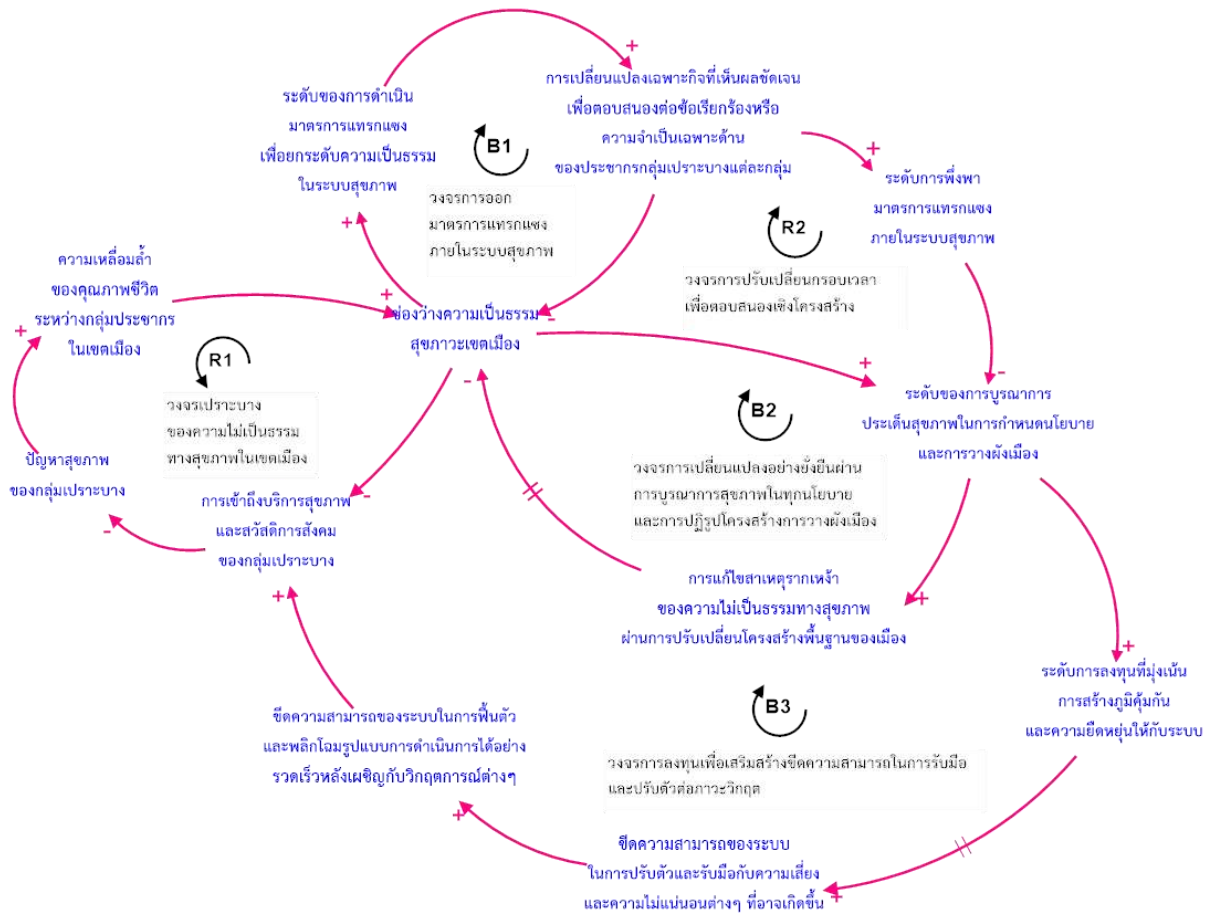 +
การเปลี่ยนแปลงเฉพาะกิจที่เห็นผลชัดเจน
เพื่อตอบสนองต่อข้อเรียกร้องหรือ
ความจำเป็นเฉพาะด้าน
ของประชากรกลุ่มเปราะบางแต่ละกลุ่ม
ระดับของการดำเนิน
มาตรการแทรกแซง
เพื่อยกระดับความเป็นธรรม
ในระบบสุขภาพ
+
B1
วงจรการออก
มาตรการแทรกแซง
ภายในระบบสุขภาพ
+
ระดับการพึ่งพา
มาตรการแทรกแซง
ภายในระบบสุขภาพ
R2
วงจรการปรับเปลี่ยนกรอบเวลา
เพื่อตอบสนองเชิงโครงสร้าง
ความเหลื่อมล้ำ
ของคุณภาพชีวิต
ระหว่างกลุ่มประชากร
ในเขตเมือง
+
+
-
ช่องว่างความเป็นธรรม
สุขภาวะเขตเมือง
-
R1
วงจรเปราะบาง
ของความไม่เป็นธรรม
ทางสุขภาพในเขตเมือง
+
-
ระดับของการบูรณาการ
ประเด็นสุขภาพในการกำหนดนโยบาย
และการวางผังเมือง
B2
วงจรการเปลี่ยนแปลงอย่างยั่งยืนผ่าน
การบูรณาการสุขภาพในทุกนโยบาย
และการปฏิรูปโครงสร้างการวางผังเมือง
ปัญหาสุขภาพ
ของกลุ่มเปราะบาง
-
-
การเข้าถึงบริการสุขภาพ
และสวัสดิการสังคม
ของกลุ่มเปราะบาง
+
การแก้ไขสาเหตุรากเหง้า
ของความไม่เป็นธรรมทางสุขภาพ
ผ่านการปรับเปลี่ยนโครงสร้างพื้นฐานของเมือง
+
+
ระดับการลงทุนที่มุ่งเน้น
การสร้างภูมิคุ้มกัน
และความยืดหยุ่นให้กับระบบ
B3
วงจรการลงทุนเพื่อเสริมสร้างขีดความสามารถในการรับมือ
และปรับตัวต่อภาวะวิกฤต
ขีดความสามารถของระบบในการฟื้นตัว
และพลิกโฉมรูปแบบการดำเนินการได้อย่าง
รวดเร็วหลังเผชิญกับวิกฤตการณ์ต่างๆ
+
ขีดความสามารถของระบบ
ในการปรับตัวและรับมือกับความเสี่ยง
และความไม่แน่นอนต่างๆ ที่อาจเกิดขึ้น
+